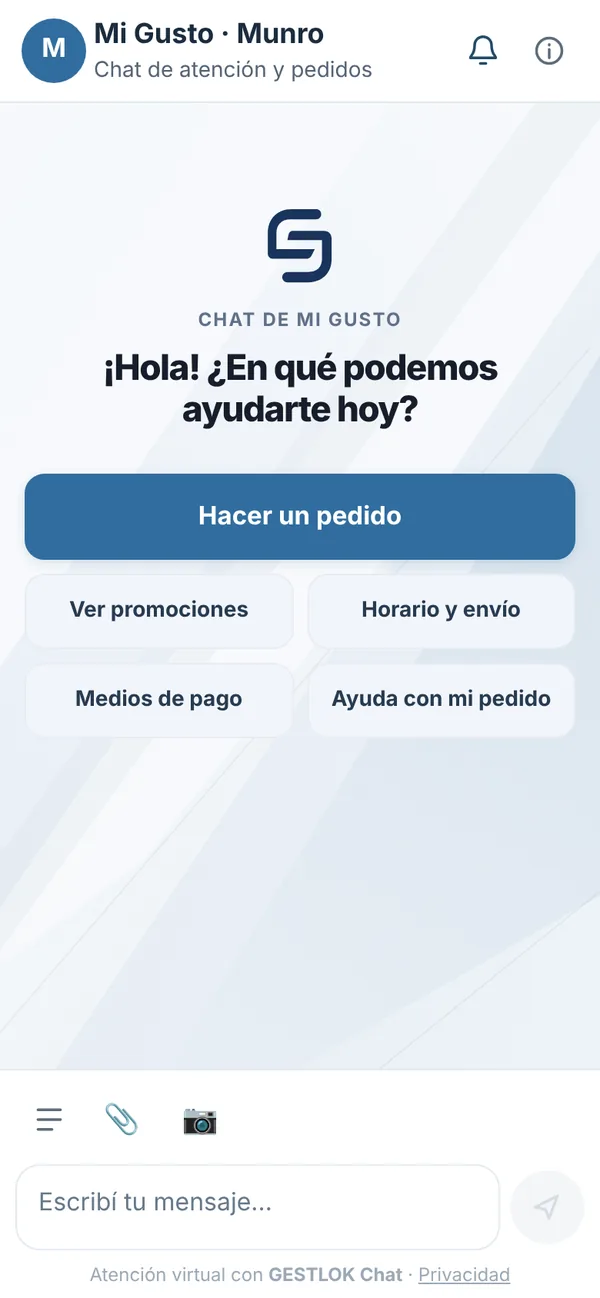 M
Mi Gusto · Munro
Chat de atención y pedidos
CHAT DE MI GUSTO
¡Hola! ¿En qué podemos
ayudarte hoy?
Hacer un pedido
Ver promociones
Horario y envío
Medios de pago
Ayuda con mi pedido
Escribí tu mensaje...
Atención virtual con GESTLOK Chat · Privacidad